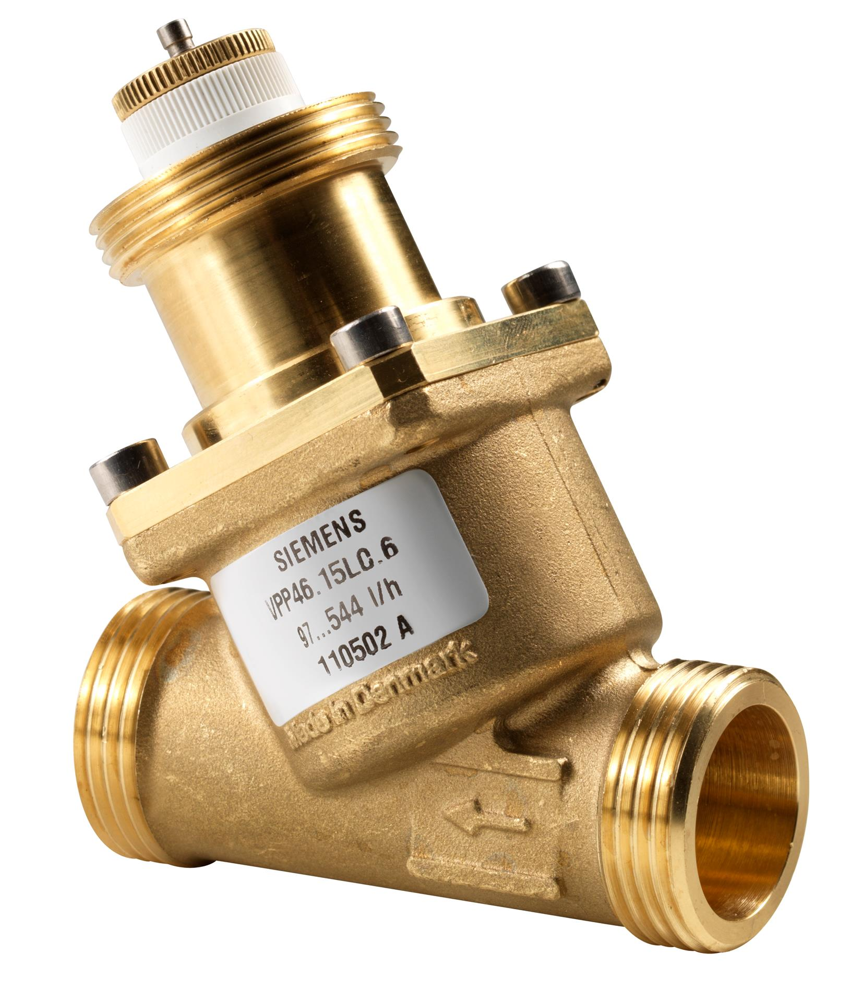 SIEMENS
VPP46.15LC.6
97...544 l/h
110502 A
Made in Denmark